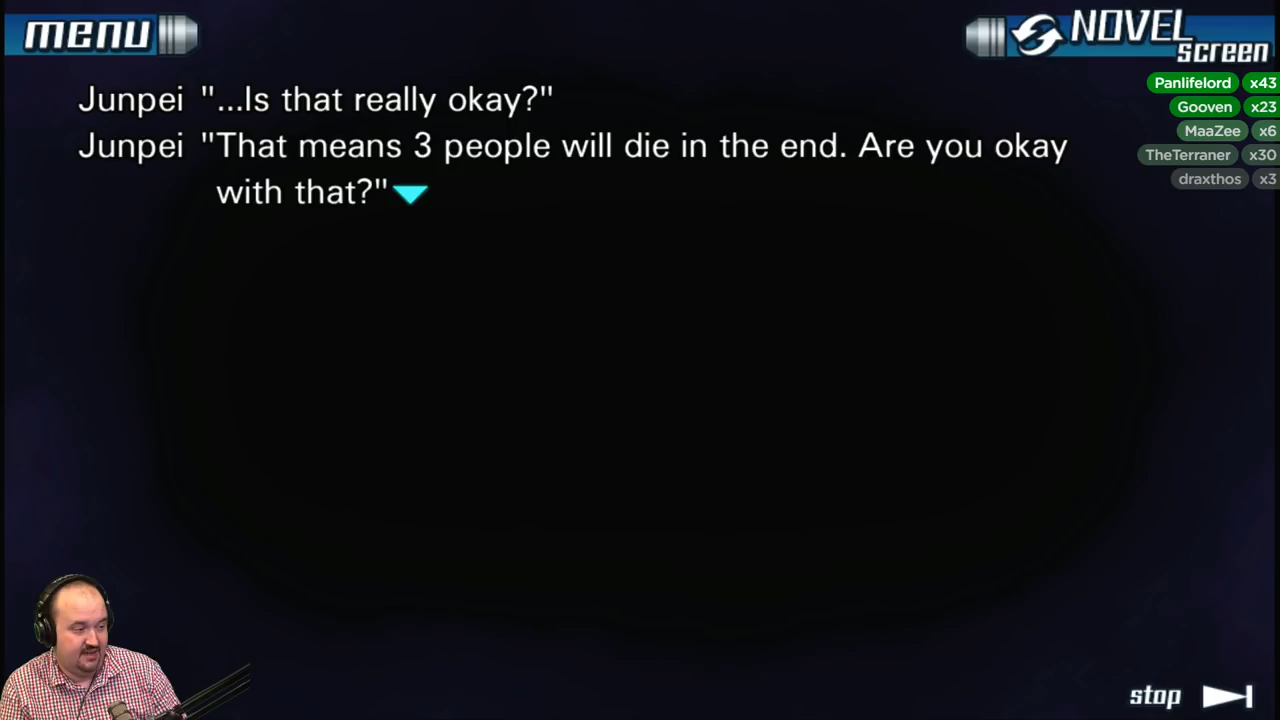 menu
NOVEL
screen
Junpei "...Is that really okay?"
Junpei "That means 3 people will die in the end. Are you okay
with that?"
Panlifelord x43
Gooven x23
MaaZee x6
TheTerraner x30
draxthos x3
stop